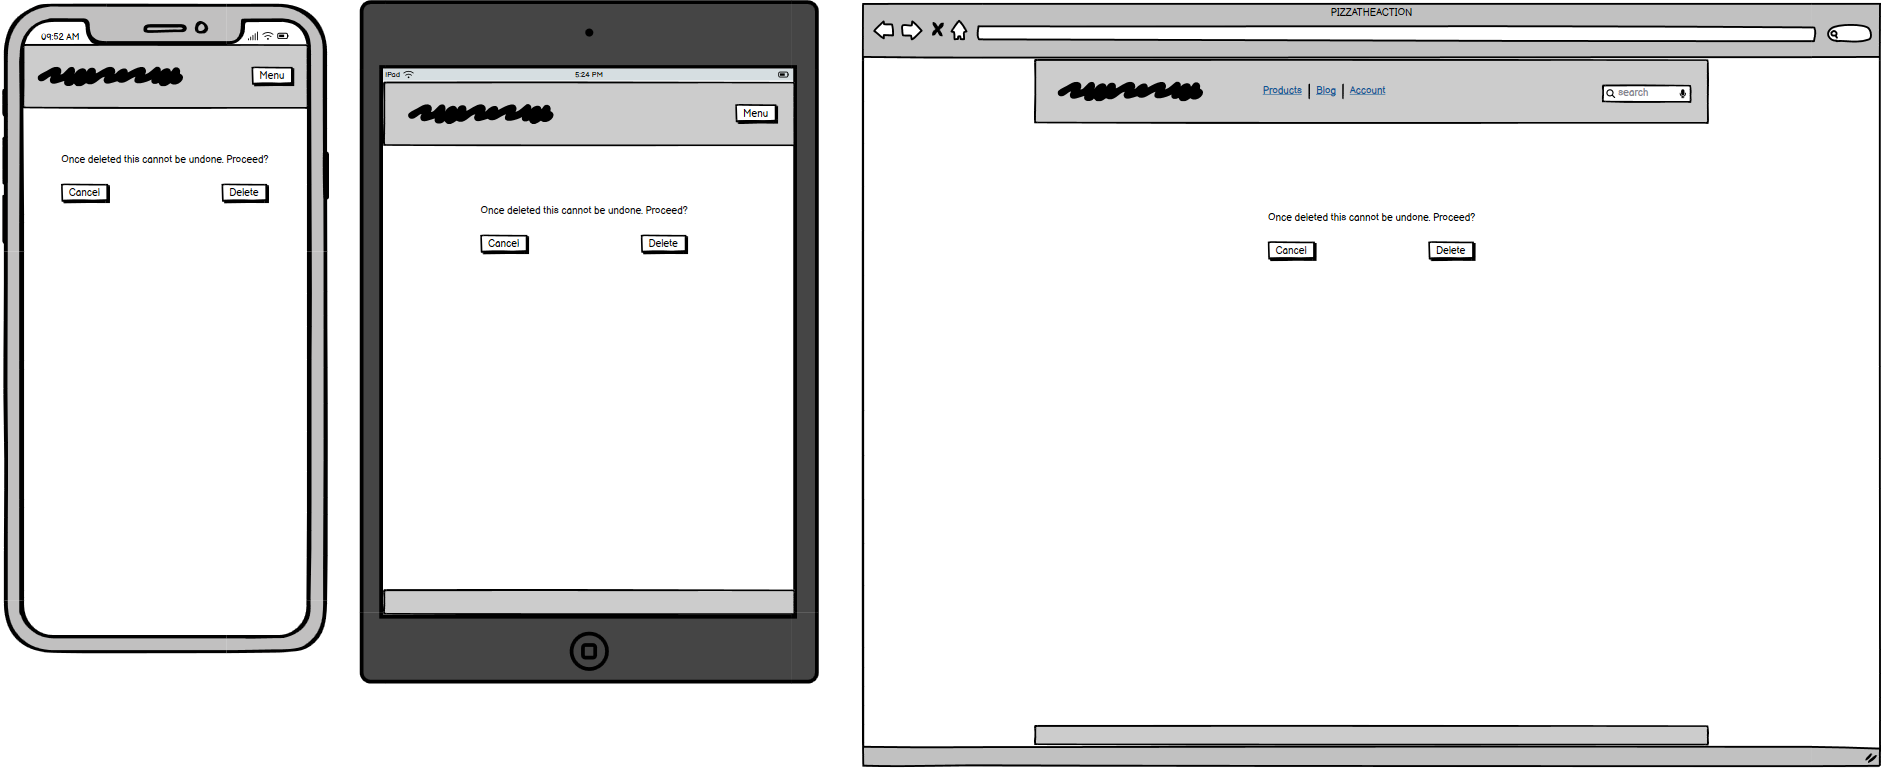 09:52 AM
Menu
Once deleted this cannot be undone. Proceed?
Cancel Delete
iPad 5:24 PM
Menu
Once deleted this cannot be undone. Proceed?
Cancel Delete
PIZZATHEACTION
Products Blog Account search
Once deleted this cannot be undone. Proceed?
Cancel Delete